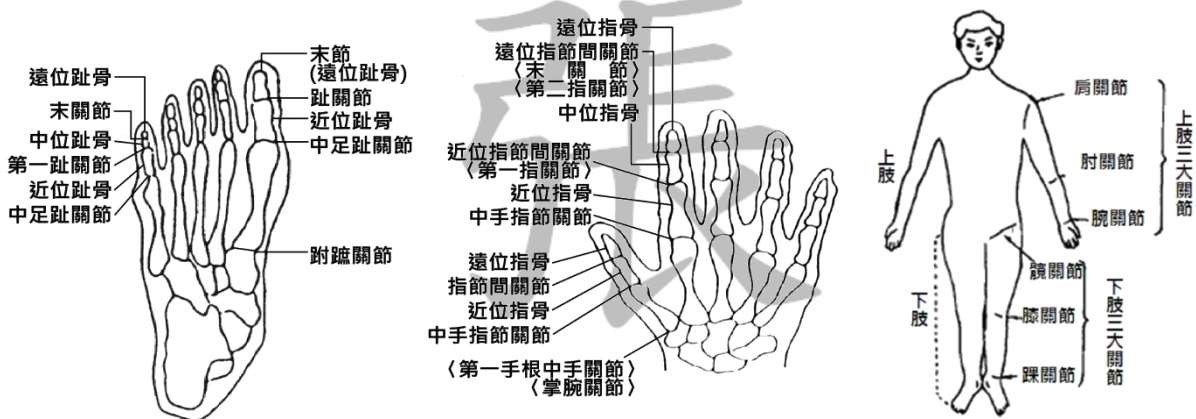 遠位趾骨
末關節
中位趾骨
第一趾關節
近位趾骨
中足趾關節
末節
(遠位趾骨)
趾關節
近位趾骨
中足趾關節
跗蹠關節
張
遠位指骨
遠位指節間關節
〈末關節〉
〈第二指關節〉
中位指骨
近位指節間關節
〈第一指關節〉
近位指骨
中手指節關節
遠位指骨
指節間關節
近位指骨
中手指節關節
〈第一手根中手關節〉
〈掌腕關節〉
肩關節
肘關節
腕關節
上肢三大關節
上肢
髖關節
膝關節
踝關節
下肢三大關節
下肢